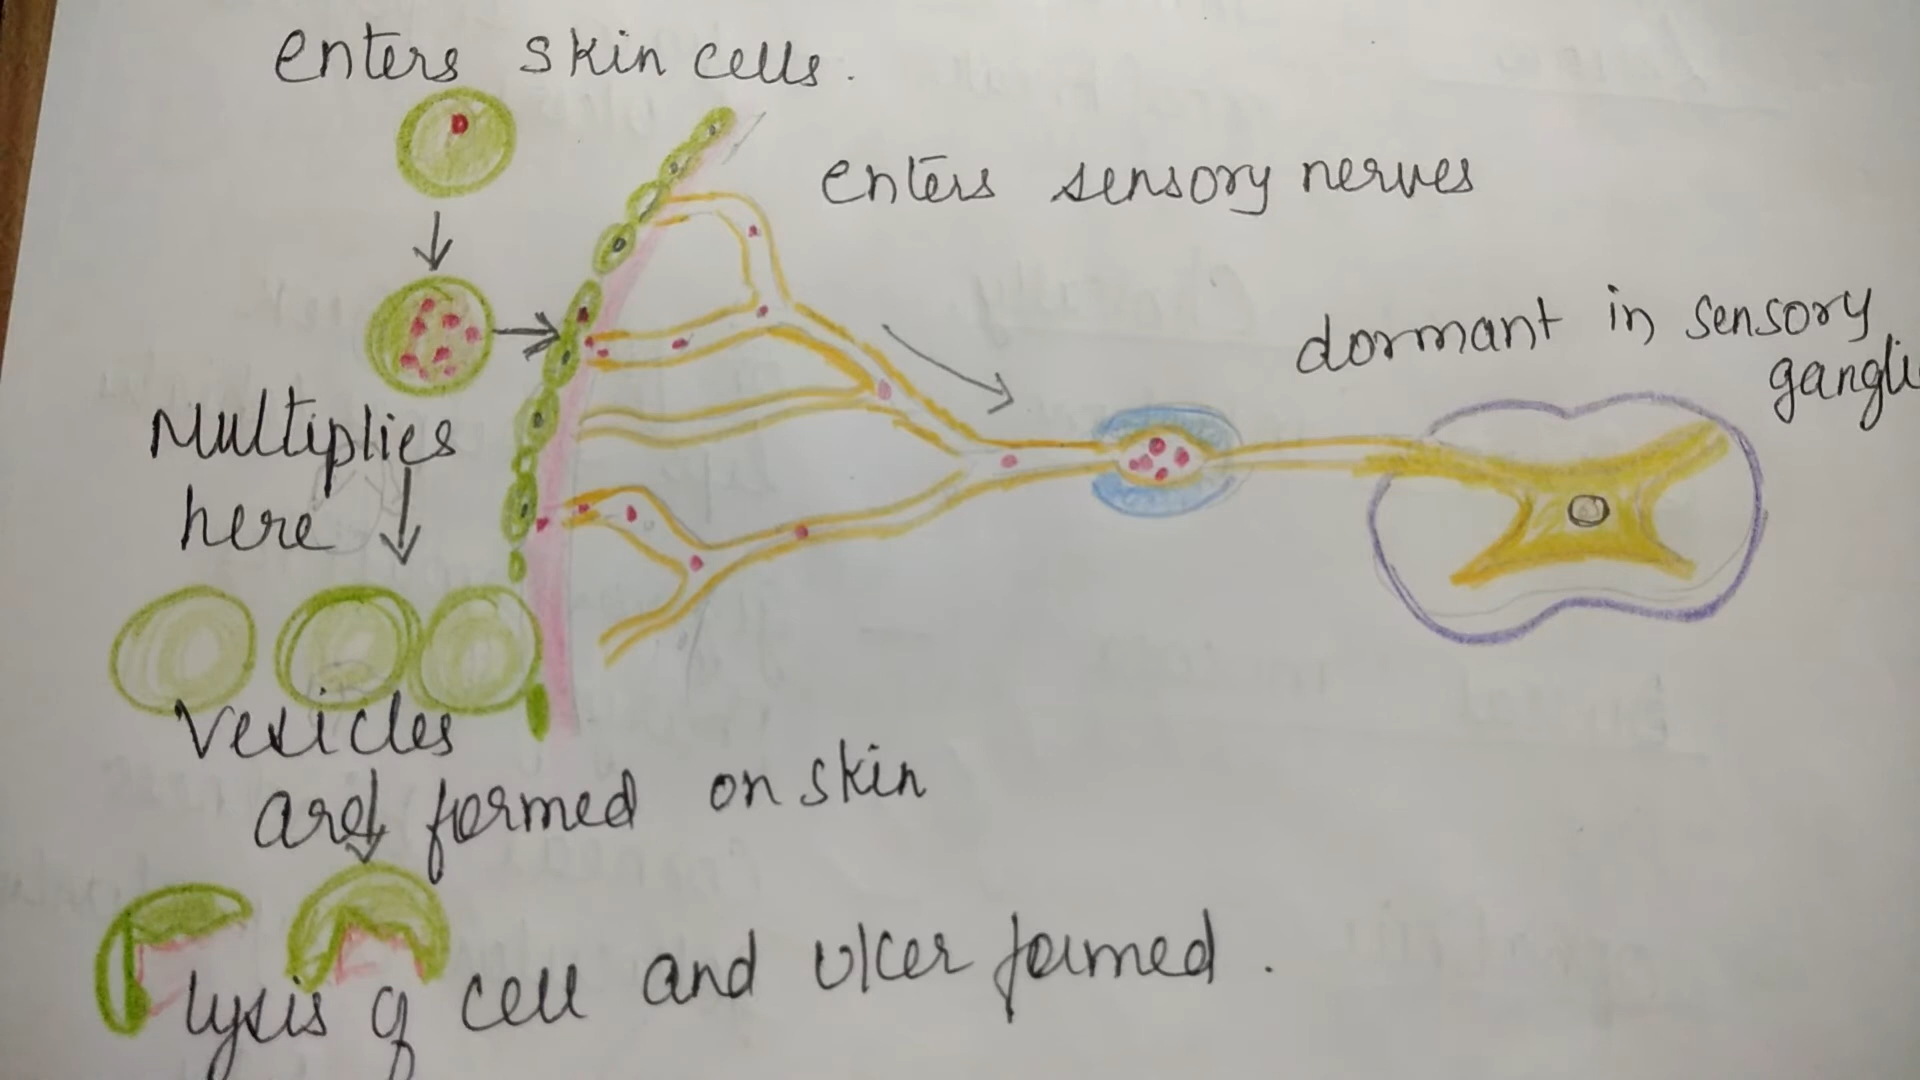 enters skin cells.
enters sensory nerves
dormant in sensory
gangli
Multiplies
here
Vesicles
are formed on skin
lysis of cell and ulcer formed.